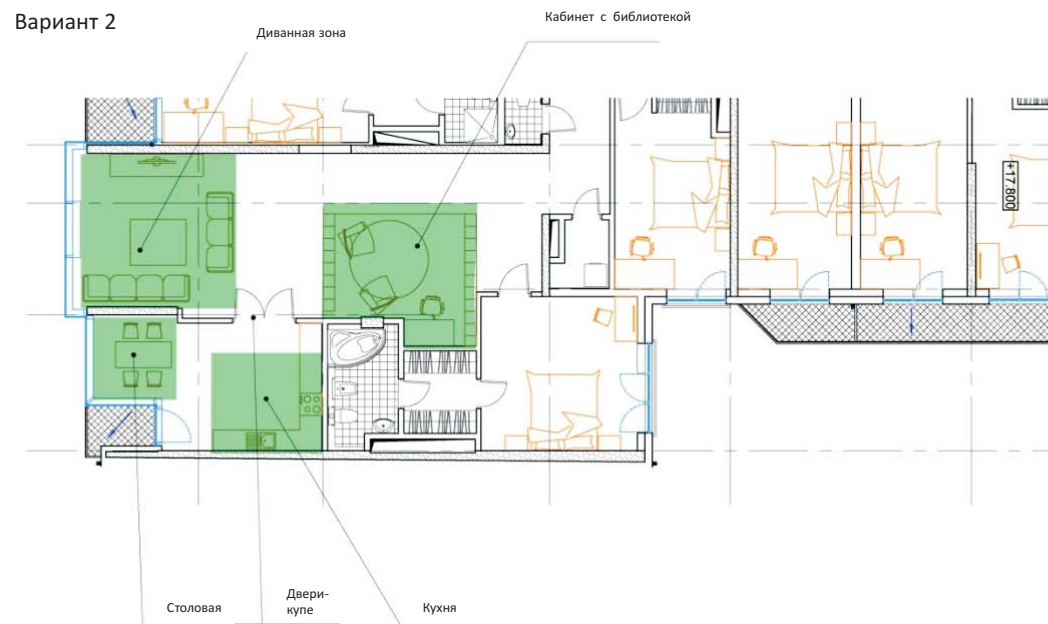 Вариант 2
Кабинет с библиотекой
Диванная зона
+17.800
Столовая
Двери-
купе
Кухня